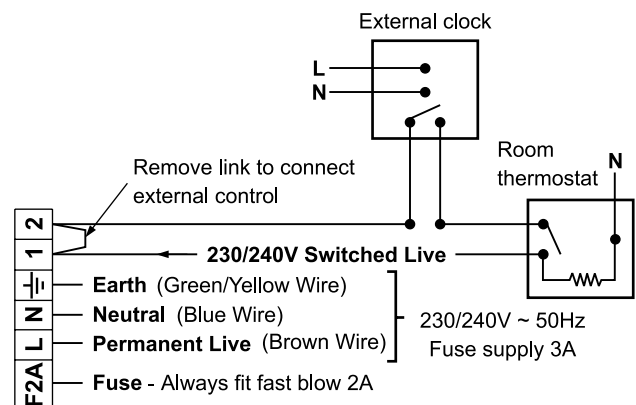 External clock
L
N
Room
thermostat
N
Remove link to connect
external control
2
1
230/240V Switched Live
Earth (Green/Yellow Wire)
N
Neutral (Blue Wire)
L
Permanent Live (Brown Wire)
230/240V ~ 50Hz
Fuse supply 3A
F2A
Fuse - Always fit fast blow 2A